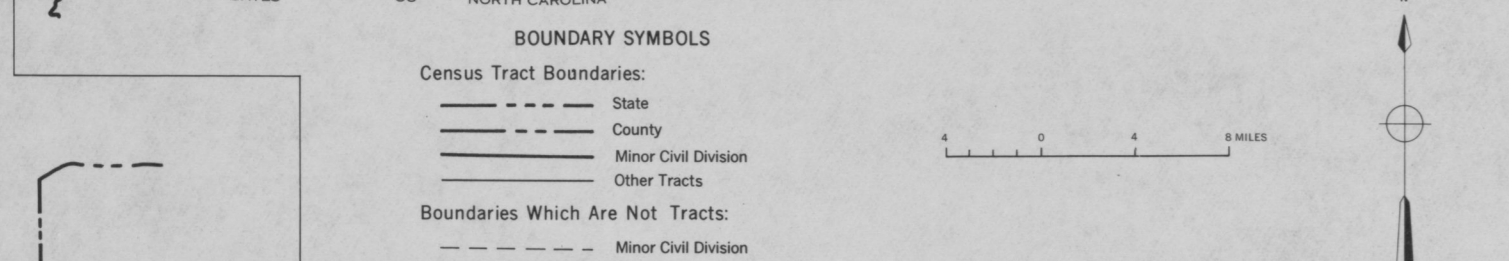 NORTH CAROLINA
BOUNDARY SYMBOLS
Census Tract Boundaries:
State
County
Minor Civil Division
Other Tracts
Boundaries Which Are Not Tracts:
Minor Civil Division
4 0 4 8 MILES